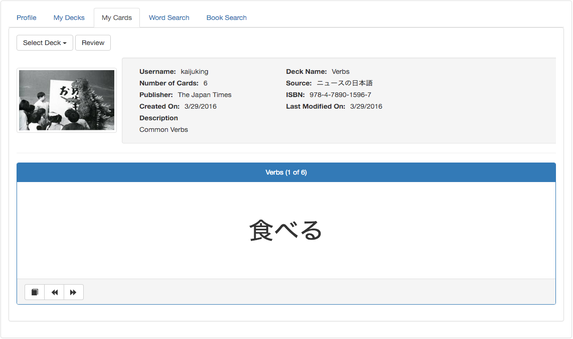 Profile My Decks My Cards Word Search Book Search
Select Deck Review
Username: kaijuking Deck Name: Verbs
Number of Cards: 6 Source: ニュースの日本語
Publisher: The Japan Times ISBN: 978-4-7890-1596-7
Created On: 3/29/2016 Last Modified On: 3/29/2016
Description
Common Verbs
Verbs (1 of 6)
食べる